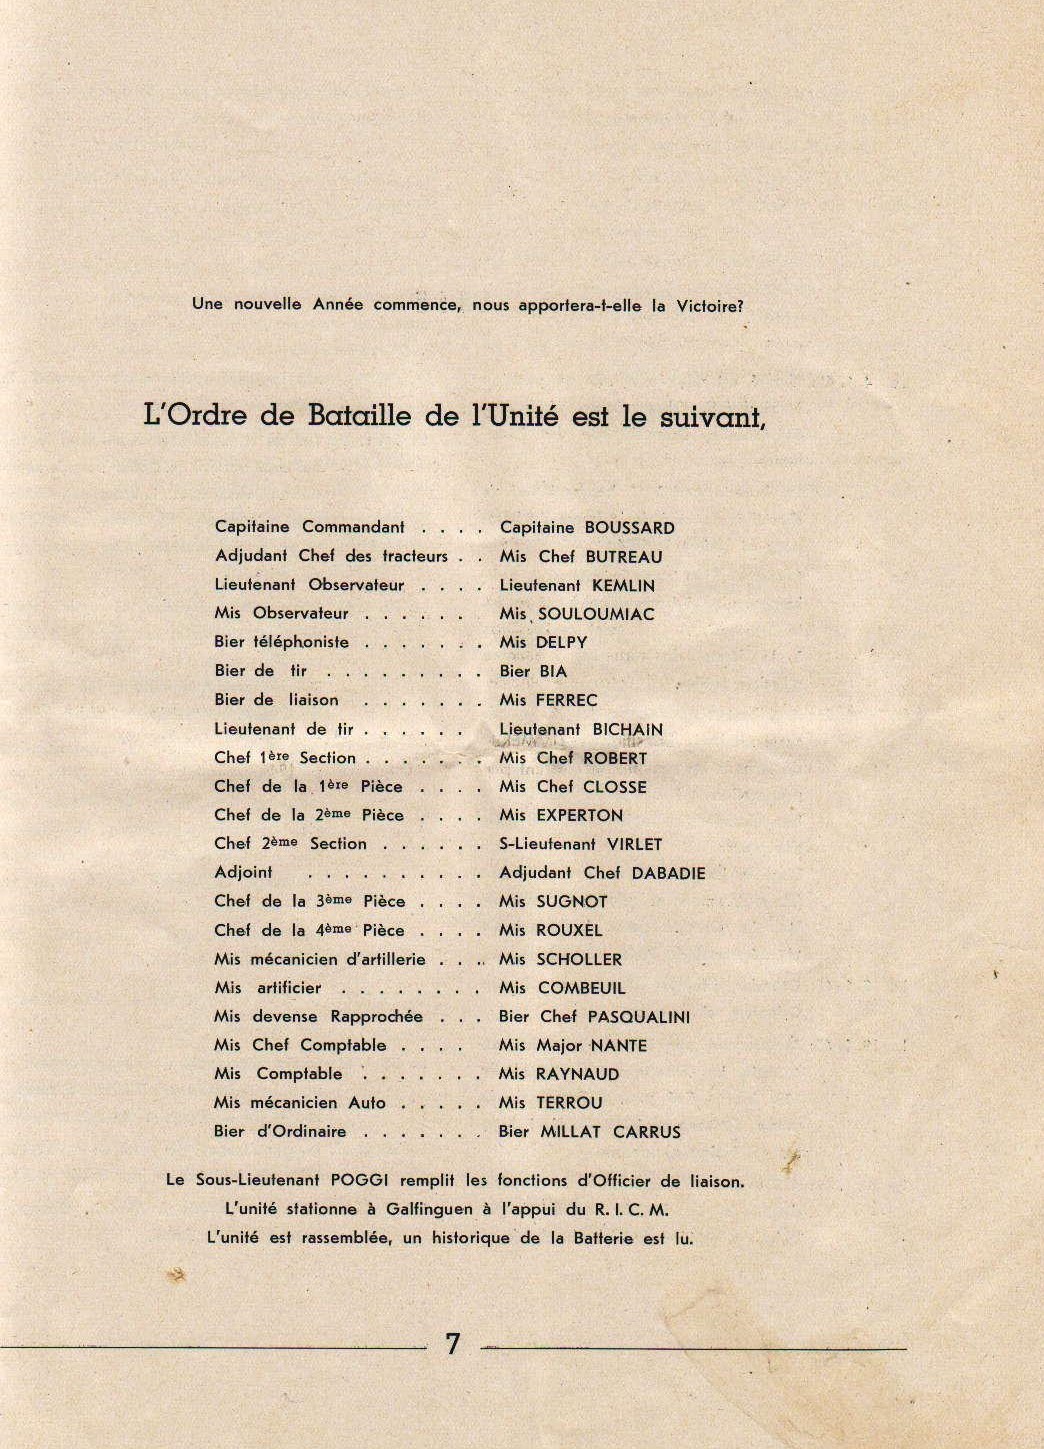 Une nouvelle Année commence, nous apportera-t-elle la Victoire?
L'Ordre de Bataille de l'Unité est le suivant,
Capitaine Commandant . . . . Capitaine BOUSSARD
Adjudant Chef des tracteurs . . Mis Chef BUTREAU
Lieutenant Observateur . . . . Lieutenant KEMLIN
Mis Observateur . . . . . . Mis SOULOUMIAC
Bier téléphoniste . . . . . . . Mis DELPY
Bier de tir . . . . . . . . . Bier BIA
Bier de liaison . . . . . . . Mis FERREC
Lieutenant de tir . . . . . . Lieutenant BICHAIN
Chef 1ère Section . . . . . . . Mis Chef ROBERT
Chef de la 1ère Pièce . . . . Mis Chef CLOSSE
Chef de la 2ème Pièce . . . . Mis EXPERTON
Chef 2ème Section . . . . . . S-Lieutenant VIRLET
Adjoint . . . . . . . . . . Adjudant Chef DABADIE
Chef de la 3ème Pièce . . . . Mis SUGNOT
Chef de la 4ème Pièce . . . . Mis ROUXEL
Mis mécanicien d'artillerie . . . Mis SCHOLLER
Mis artificier . . . . . . . . Mis COMBEUIL
Mis devense Rapprochée . . . Bier Chef PASQUALINI
Mis Chef Comptable . . . . Mis Major NANTE
Mis Comptable . . . . . . . Mis RAYNAUD
Mis mécanicien Auto . . . . . Mis TERROU
Bier d'Ordinaire . . . . . . . Bier MILLAT CARRUS
Le Sous-Lieutenant POGGI remplit les fonctions d'Officier de liaison.
L'unité stationne à Galfinguen à l'appui du R. I. C. M.
L'unité est rassemblée, un historique de la Batterie est lu.
7